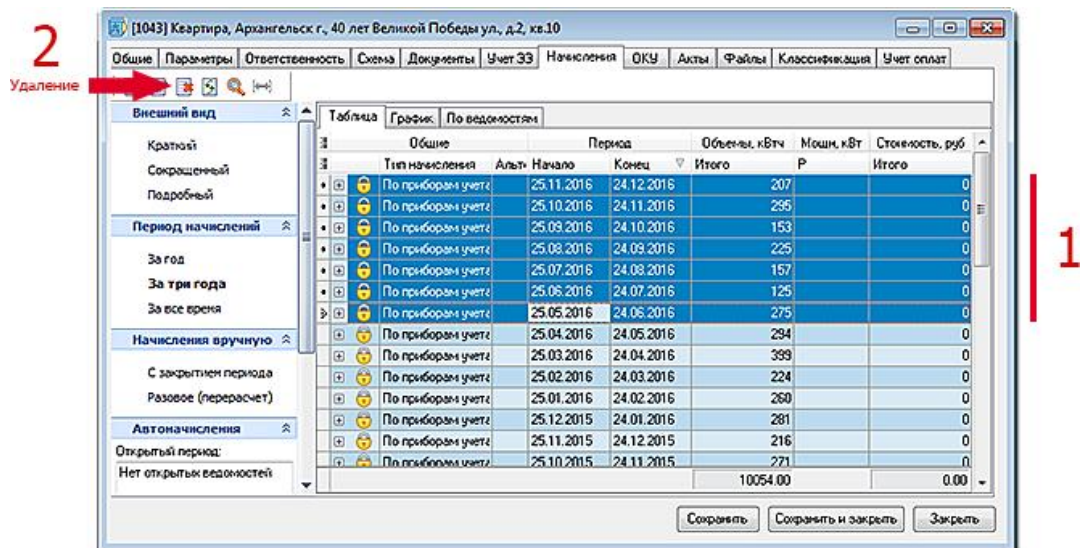 2
Удаление
1
[1043] Квартира, Архангельск г., 40 лет Великой Победы ул., д.2, кв.10
Общие Параметры Ответственность Схема Документы Учет ЭЭ Начисления ОКУ Акты Файлы Классификация Учет оплат
Внешний вид
Краткий
Сокращенный
Подробный
Период начислений
За год
За три года
За все время
Начисления вручную
С закрытием периода
Разовое (перерасчет)
Автоначисления
Открытый период:
Нет открытых ведомостей
Таблица График По ведомостям
Общие Период Объемы, кВтч Мощн, кВт Стоимость, руб
Тип начисления Альт Начало Конец Итого P Итого
По приборам учета 25.11.2016 24.12.2016 207 0
По приборам учета 25.10.2016 24.11.2016 295 0
По приборам учета 25.09.2016 24.10.2016 153 0
По приборам учета 25.08.2016 24.09.2016 225 0
По приборам учета 25.07.2016 24.08.2016 157 0
По приборам учета 25.06.2016 24.07.2016 125 0
По приборам учета 25.05.2016 24.06.2016 275 0
По приборам учета 25.04.2016 24.05.2016 294 0
По приборам учета 25.03.2016 24.04.2016 399 0
По приборам учета 25.02.2016 24.03.2016 224 0
По приборам учета 25.01.2016 24.02.2016 260 0
По приборам учета 25.12.2015 24.01.2016 281 0
По приборам учета 25.11.2015 24.12.2015 216 0
По приборам учета 25.10.2015 24.11.2015 271 0
10054.00 0.00
Сохранить Сохранить и закрыть Закрыть